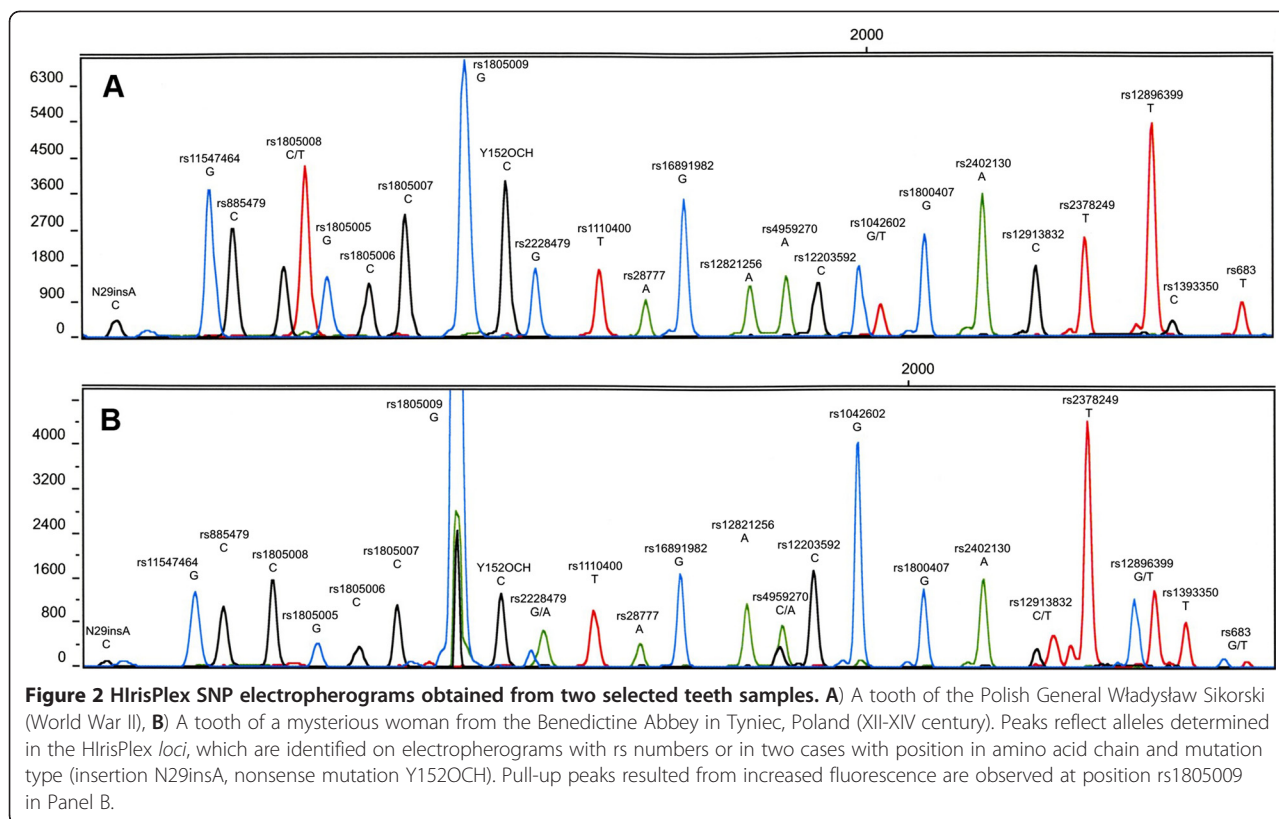 2000
A
6300
5400
4500
3600
2700
1800
900
0
N29insA
C
rs11547464
G
rs885479
C
rs1805008
C/T
rs1805005
G
rs1805006
C
rs1805007
C
rs1805009
G
Y152OCH
C
rs2228479
G
rs1110400
T
rs28777
A
rs16891982
G
rs12821256
A
rs4959270
A
rs12203592
C
rs1042602
G/T
rs1800407
G
rs2402130
A
rs12913832
C
rs2378249
T
rs12896399
T
rs1393350
C
rs683
T
2000
B
4000
3200
2400
1600
800
0
N29insA
C
rs11547464
G
rs885479
C
rs1805008
C
rs1805005
G
rs1805006
C
rs1805007
C
rs1805009
G
Y152OCH
C
rs2228479
G/A
rs1110400
T
rs28777
A
rs16891982
G
rs12821256
A
rs4959270
C/A
rs12203592
C
rs1042602
G
rs1800407
G
rs2402130
A
rs12913832
C/T
rs2378249
T
rs12896399
G/T
rs1393350
T
rs683
G/T
Figure 2 HIrisPlex SNP electropherograms obtained from two selected teeth samples. A) A tooth of the Polish General Władysław Sikorski
(World War II), B) A tooth of a mysterious woman from the Benedictine Abbey in Tyniec, Poland (XII-XIV century). Peaks reflect alleles determined
in the HIrisPlex loci, which are identified on electropherograms with rs numbers or in two cases with position in amino acid chain and mutation
type (insertion N29insA, nonsense mutation Y152OCH). Pull-up peaks resulted from increased fluorescence are observed at position rs1805009
in Panel B.